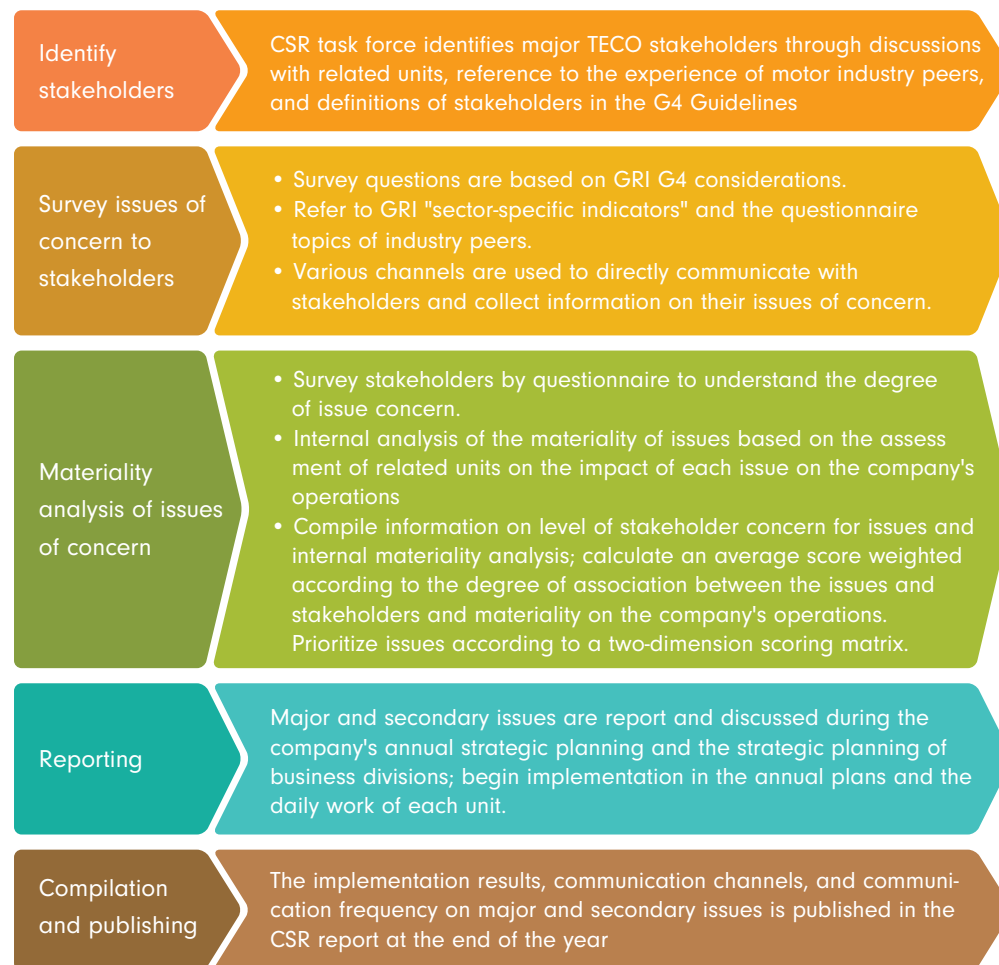 Identify
stakeholders
CSR task force identifies major TECO stakeholders through discussions
with related units, reference to the experience of motor industry peers,
and definitions of stakeholders in the G4 Guidelines
Survey issues of
concern to
stakeholders
• Survey questions are based on GRI G4 considerations.
• Refer to GRI "sector-specific indicators" and the questionnaire
topics of industry peers.
• Various channels are used to directly communicate with
stakeholders and collect information on their issues of concern.
Materiality
analysis of issues
of concern
• Survey stakeholders by questionnaire to understand the degree
of issue concern.
• Internal analysis of the materiality of issues based on the assess
ment of related units on the impact of each issue on the company's
operations
• Compile information on level of stakeholder concern for issues and
internal materiality analysis; calculate an average score weighted
according to the degree of association between the issues and
stakeholders and materiality on the company's operations.
Prioritize issues according to a two-dimension scoring matrix.
Reporting
Major and secondary issues are report and discussed during the
company's annual strategic planning and the strategic planning of
business divisions; begin implementation in the annual plans and the
daily work of each unit.
Compilation
and publishing
The implementation results, communication channels, and communi-
cation frequency on major and secondary issues is published in the
CSR report at the end of the year